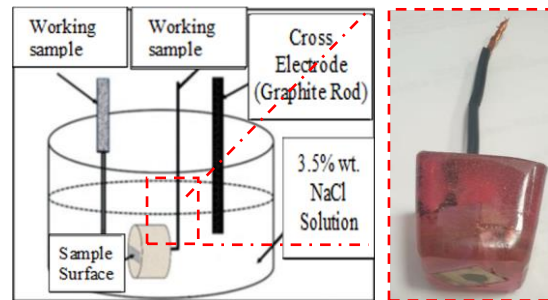 Working
sample
Working
sample
Cross
Electrode
(Graphite Rod)
3.5% wt.
NaCl
Solution
Sample
Surface